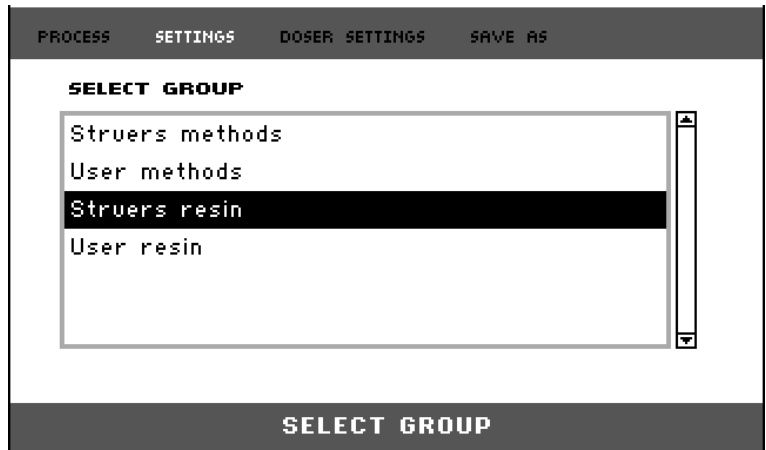 PROCESS SETTINGS DOSER SETTINGS SAVE AS
SELECT GROUP
Struers methods
User methods
Struers resin
User resin
SELECT GROUP